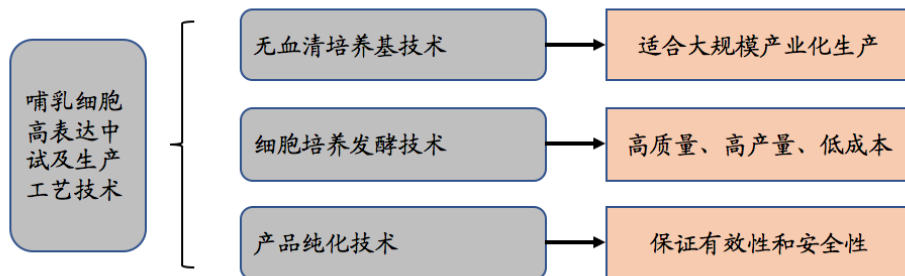 哺乳细胞
高表达中
试及生产
工艺技术
无血清培养基技术
适合大规模产业化生产
细胞培养发酵技术
高质量、高产量、低成本
产品纯化技术
保证有效性和安全性